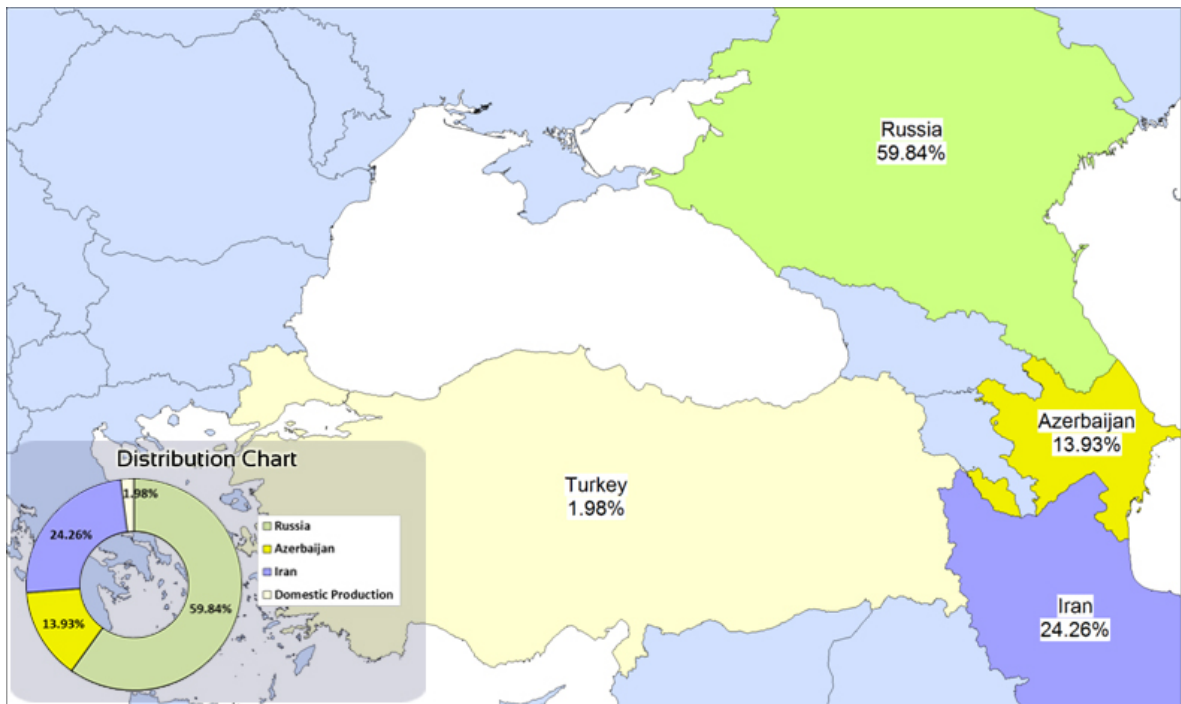 Russia
59.84%
Azerbaijan
13.93%
Turkey
1.98%
Iran
24.26%
Distribution Chart
1.98%
24.26%
59.84%
13.93%
Russia
Azerbaijan
Iran
Domestic Production